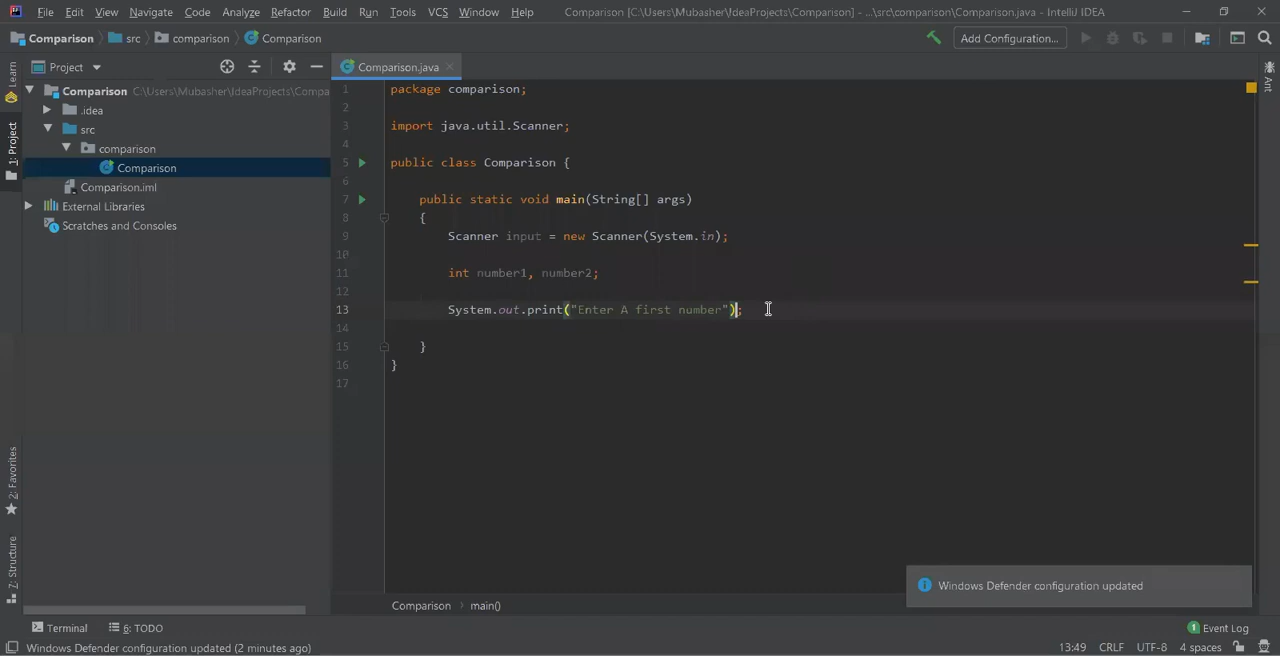 File Edit View Navigate Code Analyze Refactor Build Run Tools VCS Window Help Comparison [C:\Users\Mubasher\IdeaProjects\Comparison] - ...\src\comparison\Comparison.java - IntelliJ IDEA
Comparison src comparison Comparison Add Configuration...
Project Comparison.java
Learn
1: Project
2: Favorites
Z: Structure
Ant
Comparison C:\Users\Mubasher\IdeaProjects\Compa
.idea
src
comparison
Comparison
Comparison.iml
External Libraries
Scratches and Consoles
1 package comparison;
2
3 import java.util.Scanner;
4
5 public class Comparison {
6
7 public static void main(String[] args)
8 {
9 Scanner input = new Scanner(System.in);
10
11 int number1, number2;
12
13 System.out.print("Enter A first number");
14
15 }
16 }
17
Windows Defender configuration updated
Comparison main()
Terminal 6: TODO 1 Event Log
Windows Defender configuration updated (2 minutes ago) 13:49 CRLF UTF-8 4 spaces